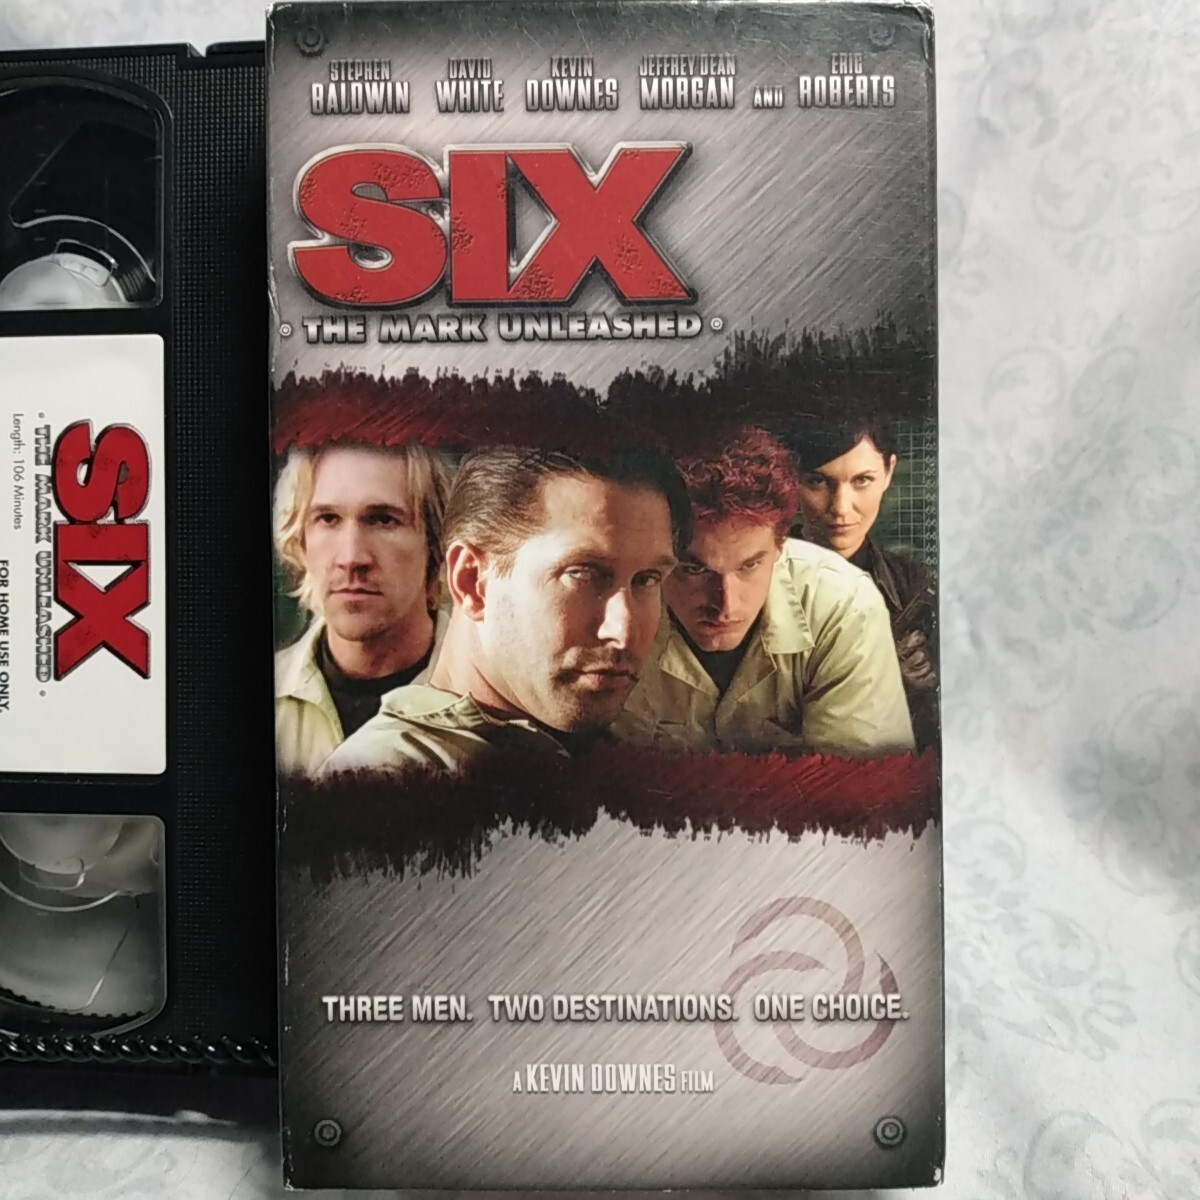 STEPHEN BALDWIN DAVID WHITE KEVIN DOWNES JEFFREY DEAN MORGAN AND ERIC ROBERTS
SIX
• THE MARK UNLEASHED •
THREE MEN. TWO DESTINATIONS. ONE CHOICE.
A KEVIN DOWNES FILM
SIX
• THE MARK UNLEASHED •
Length: 106 Minutes
FOR HOME USE ONLY.